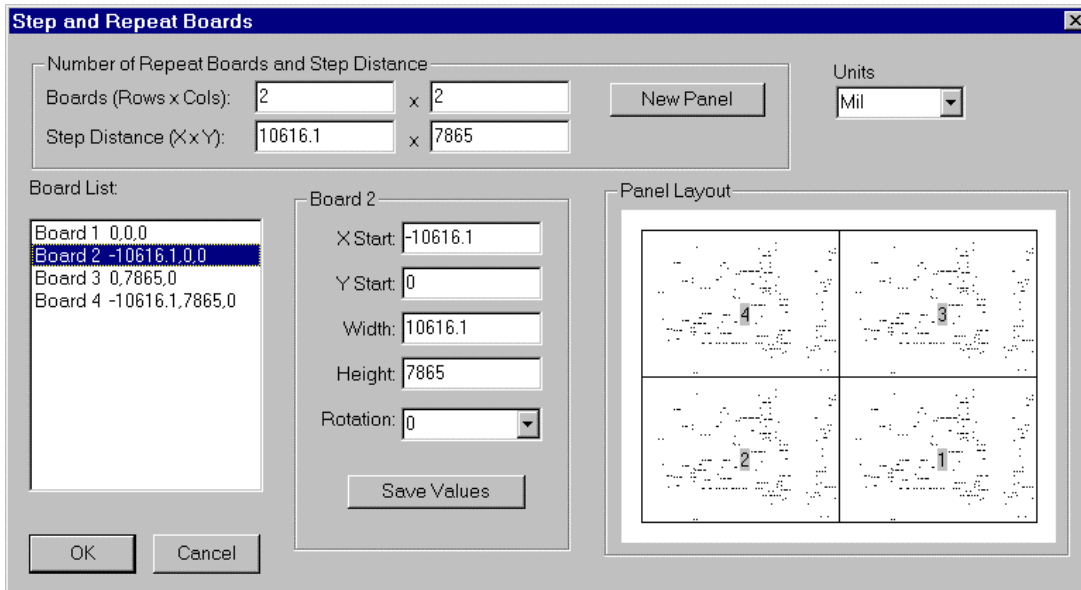 Step and Repeat Boards
Number of Repeat Boards and Step Distance
Boards (Rows x Cols): 2 x 2 New Panel
Step Distance (X x Y): 10616.1 x 7865
Units
Mil
Board List:
Board 1 0,0,0
Board 2 -10616.1,0,0
Board 3 0,7865,0
Board 4 -10616.1,7865,0
Board 2
X Start: -10616.1
Y Start: 0
Width: 10616.1
Height: 7865
Rotation: 0
Save Values
Panel Layout
4 3
2 1
OK Cancel